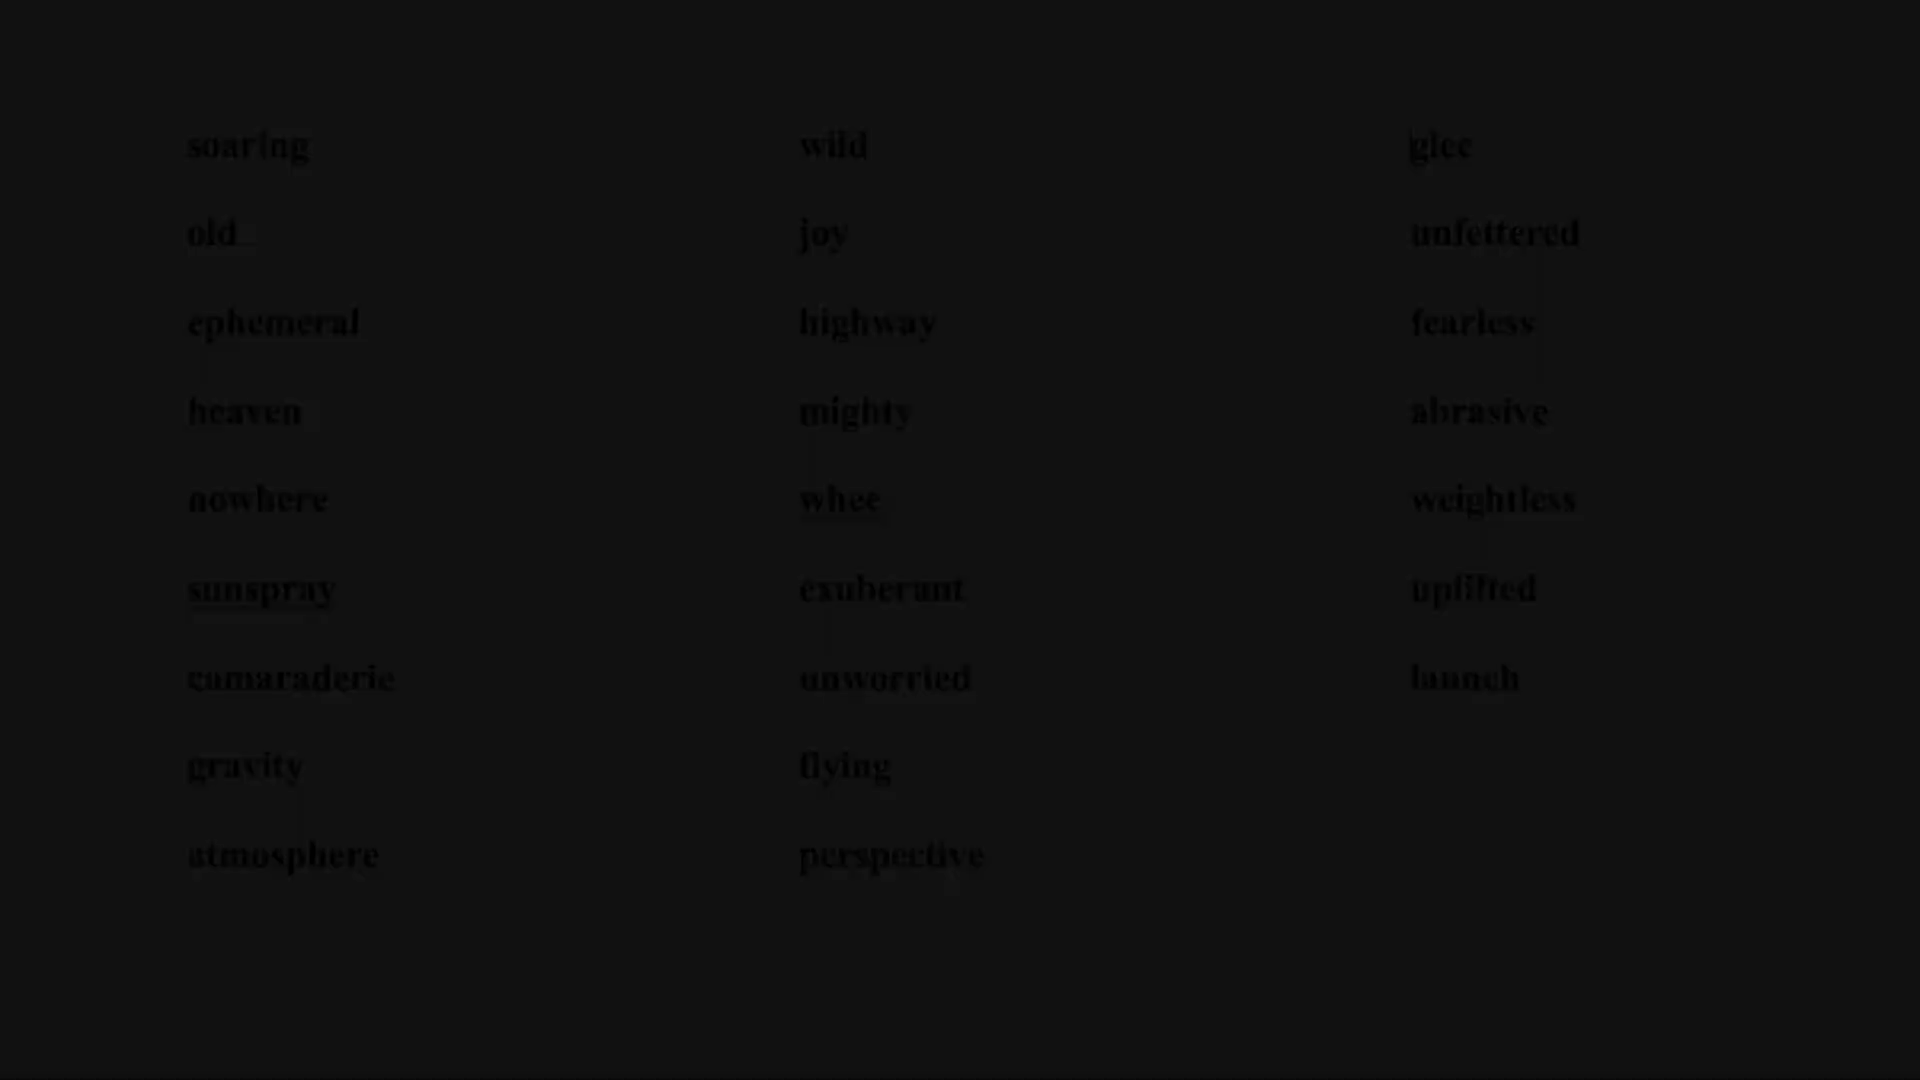 soaring
old
ephemeral
heaven
nowhere
sunspray
camaraderie
gravity
atmosphere
wild
joy
highway
mighty
whee
exuberant
unworried
flying
perspective
glee
unfettered
fearless
abrasive
weightless
uplifted
launch